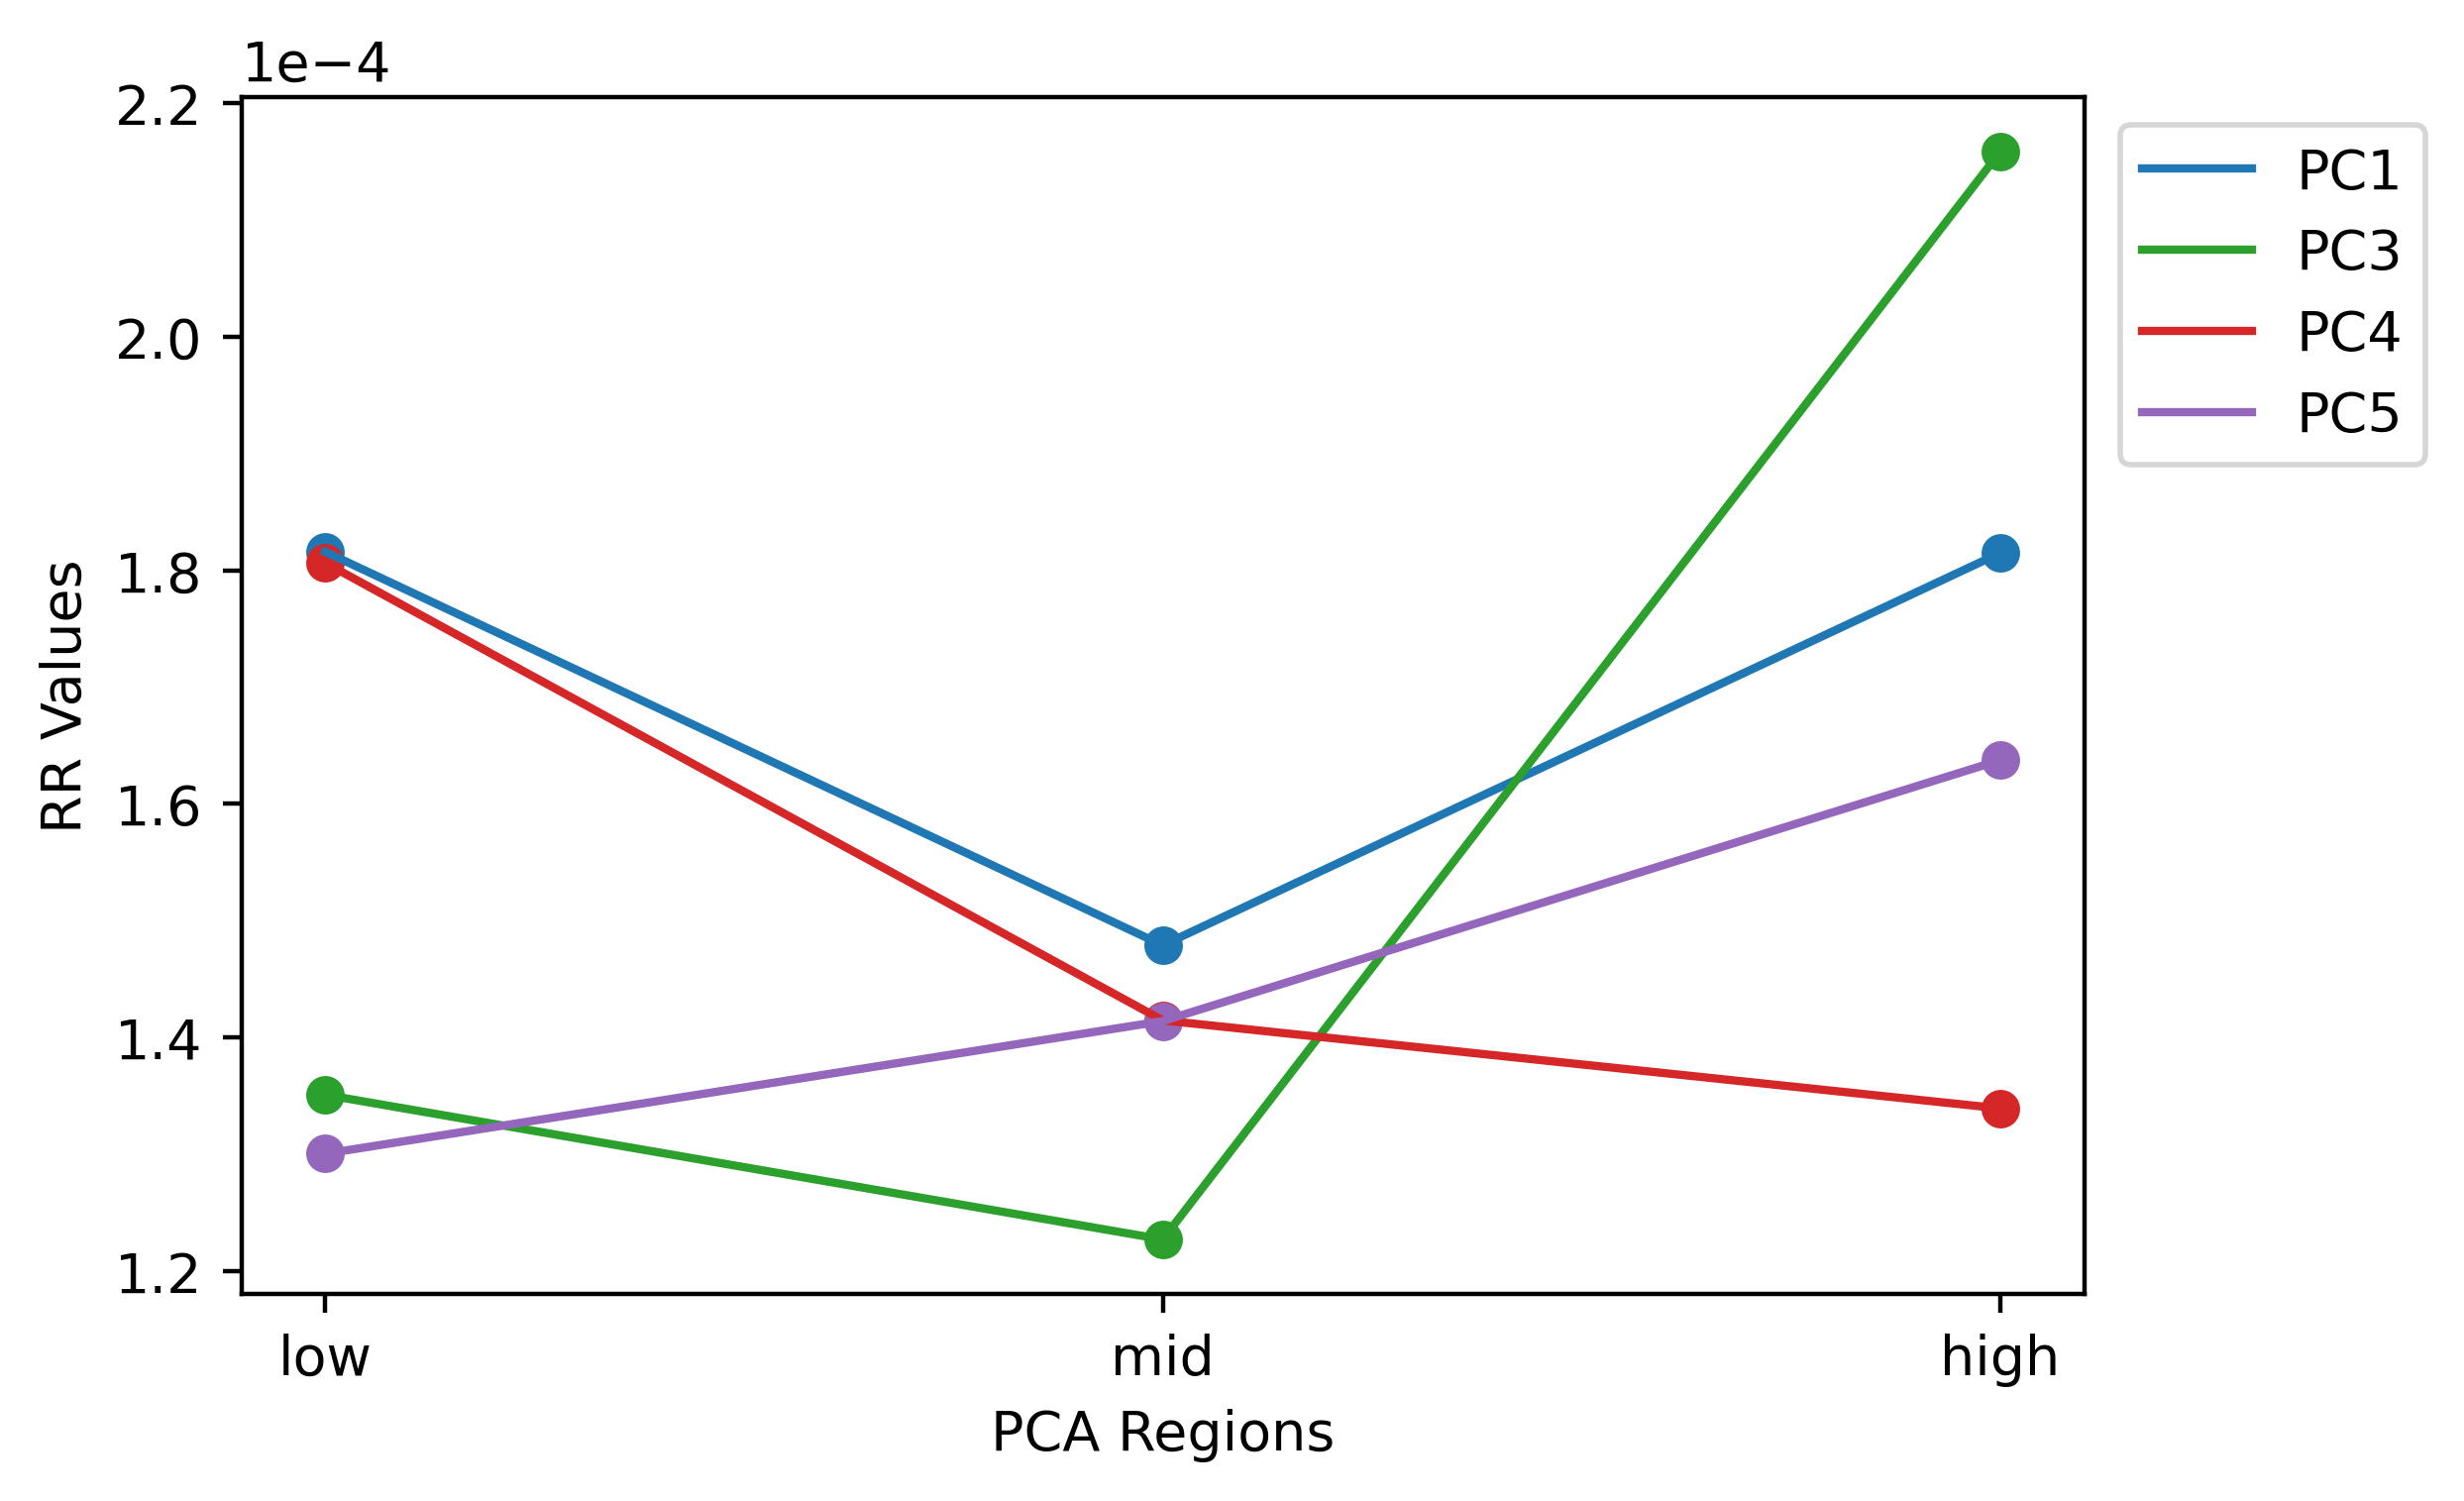 1e−4
2.2
2.0
1.8
1.6
1.4
1.2
RR Values
low
mid
high
PCA Regions
PC1
PC3
PC4
PC5